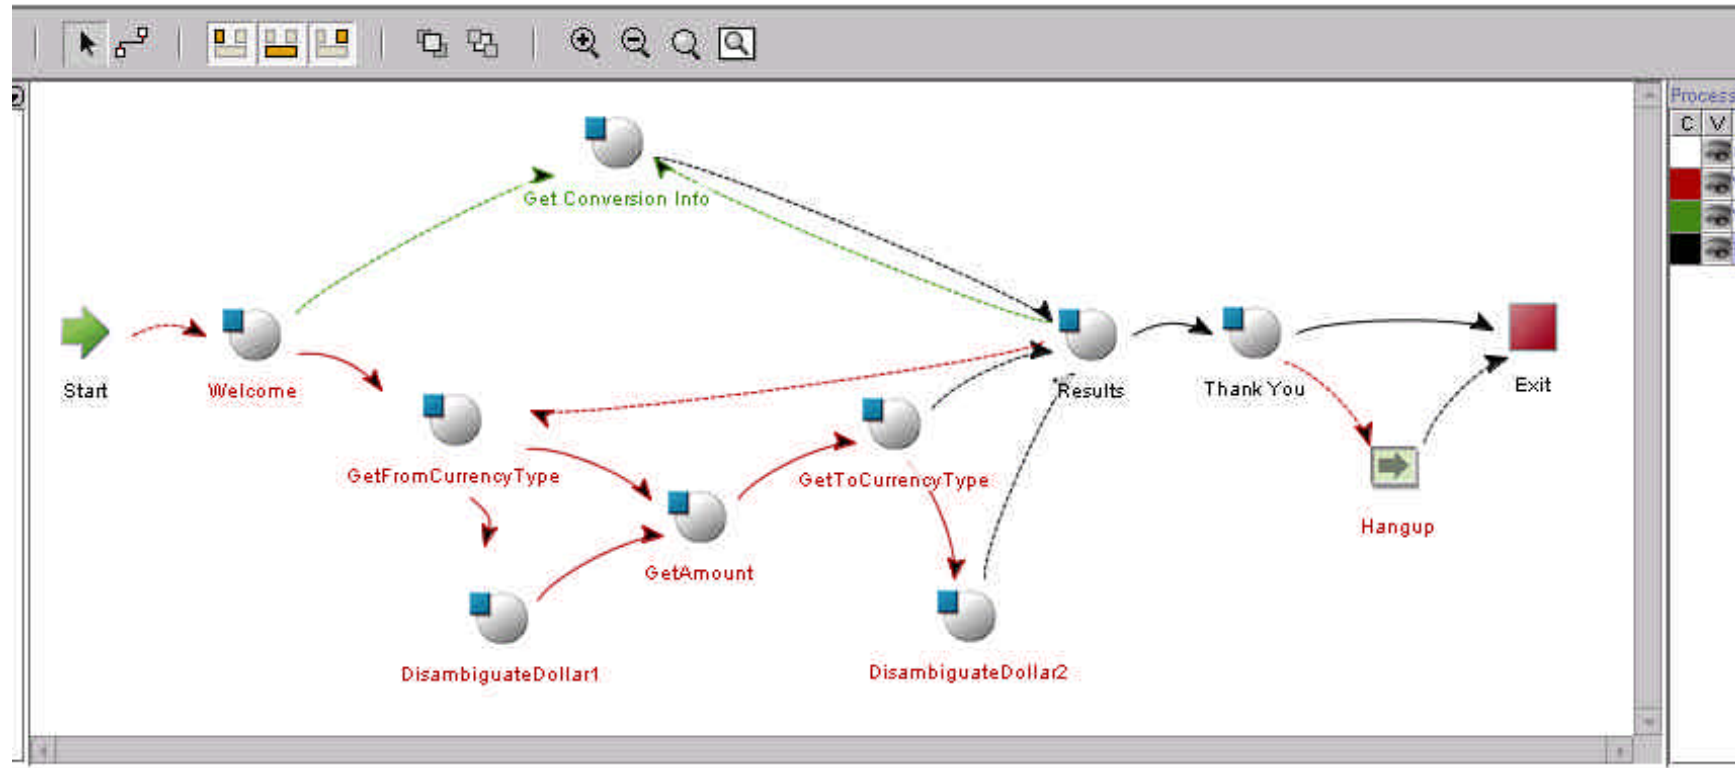 Process
C V
Get Conversion Info
Start
Welcome
Results
Thank You
Exit
GetFromCurrencyType
GetToCurrencyType
Hangup
GetAmount
DisambiguateDollar1
DisambiguateDollar2